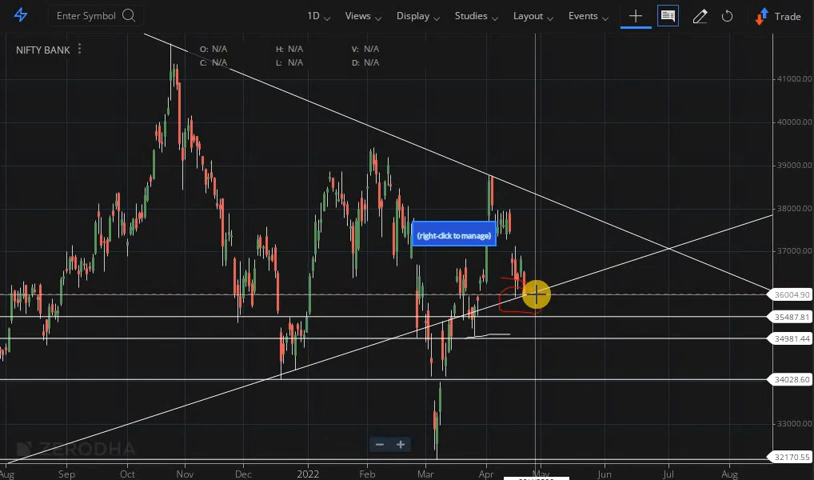 Enter Symbol 1D Views Display Studies Layout Events Trade
NIFTY BANK O: N/A H: N/A V: N/A
C: N/A L: N/A D: N/A
41000.00
40000.00
39000.00
38000.00
(right-click to manage)
37000.00
36004.90
35487.81
34981.44
34028.60
33000.00
ZERODHA
32170.55
Aug Sep Oct Nov Dec 2022 Feb Mar Apr May Jun Jul Aug